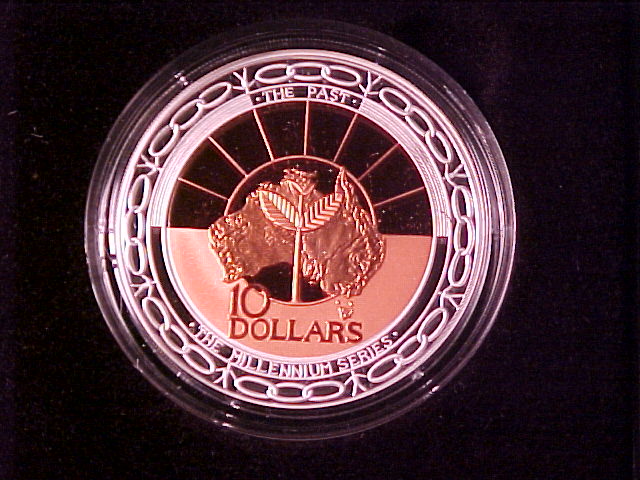 ·THE PAST·
10
DOLLARS
·THE MILLENNIUM SERIES·